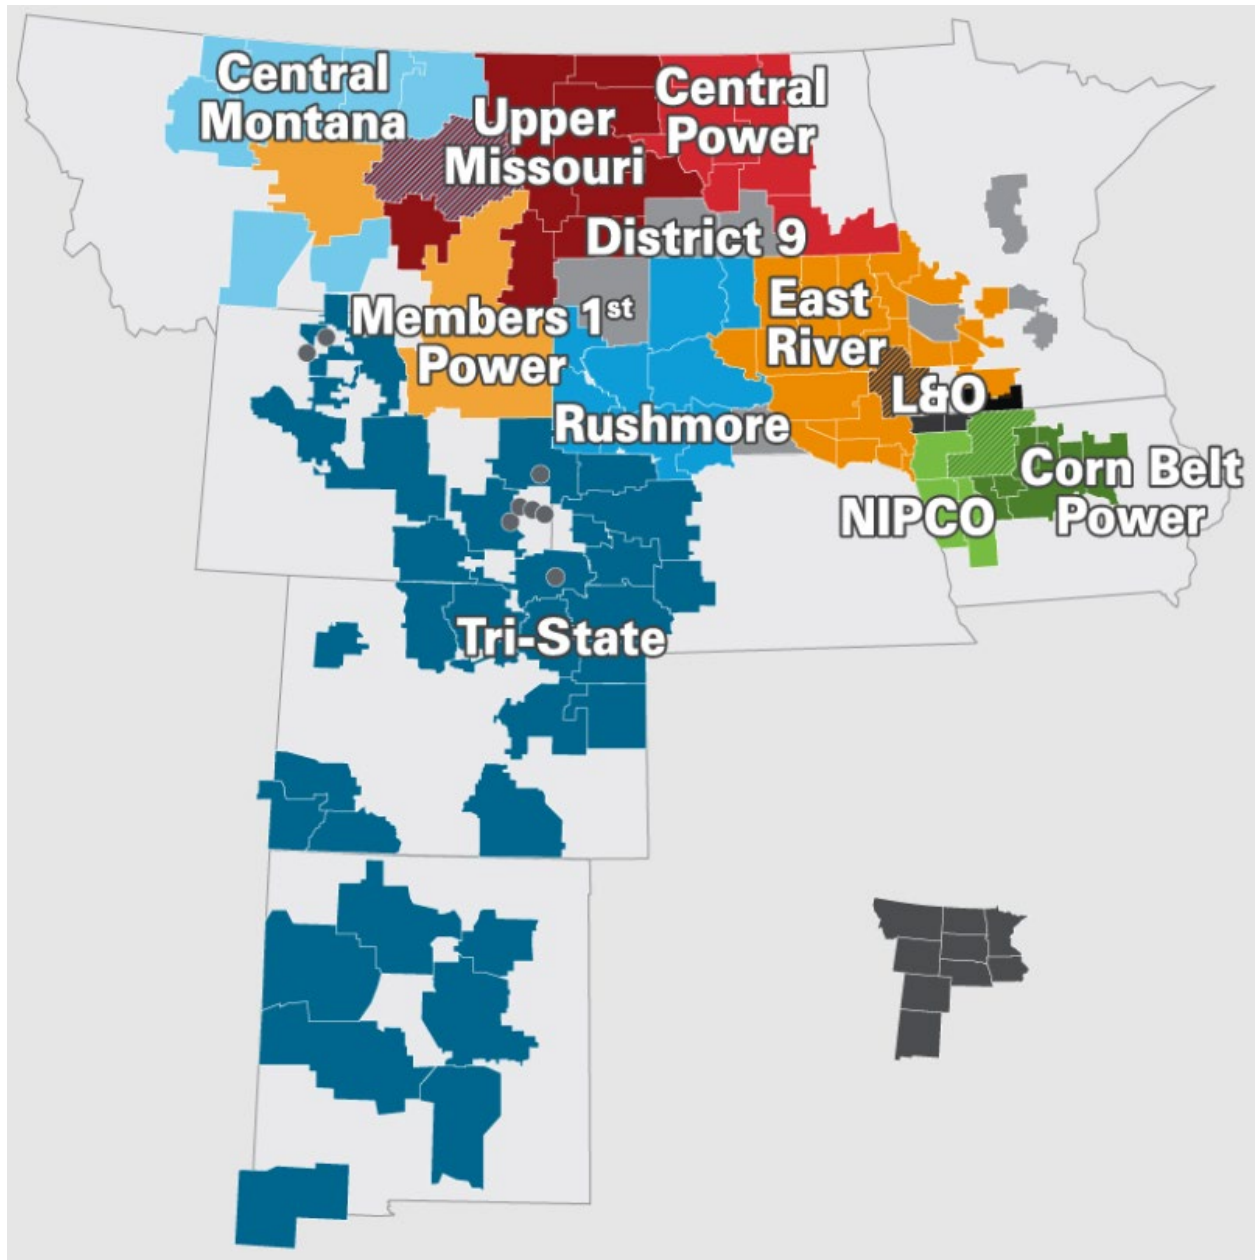 Central
Montana
Upper
Missouri
Central
Power
District 9
Members 1st
Power
East
River
L&O
Rushmore
Corn Belt
Power
NIPCO
Tri-State